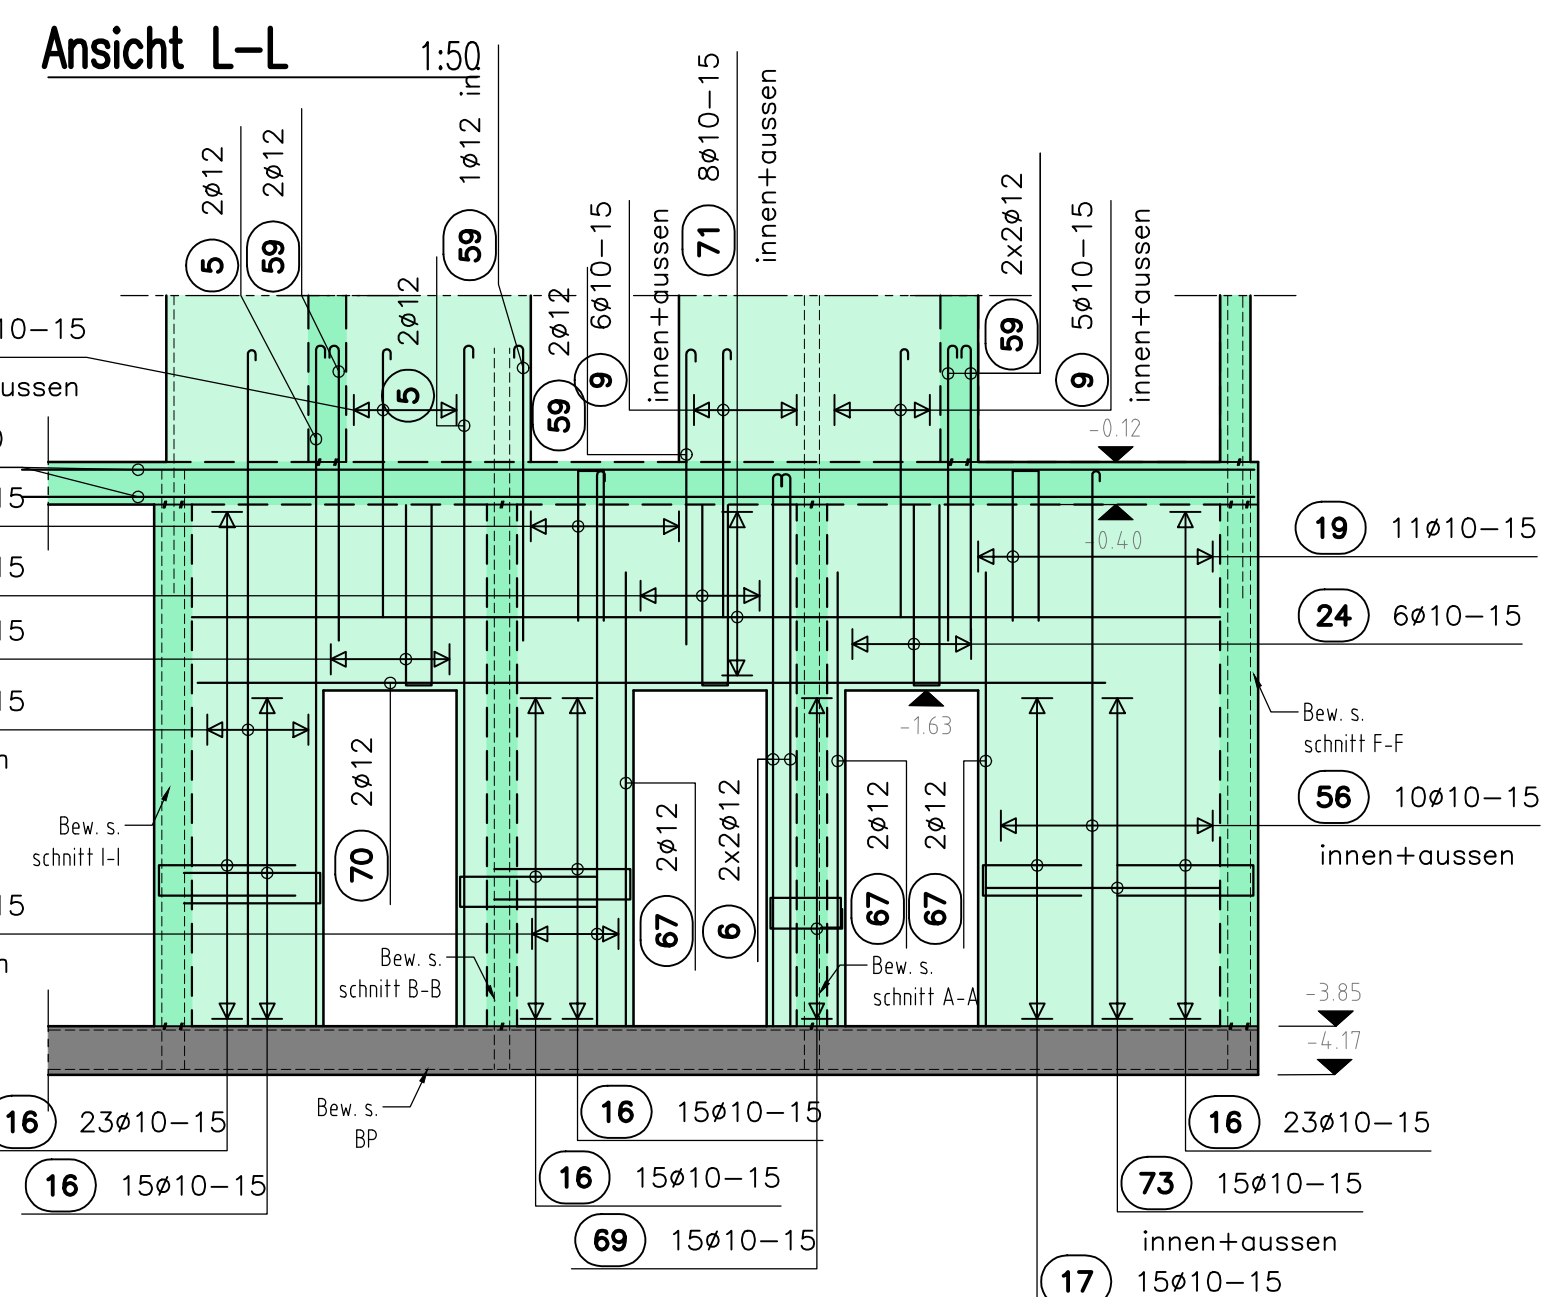 Ansicht L-L 1:50
5 2ø12
59 2ø12
59 1ø12 in.
5 2ø12
59 2ø12
9 6ø10-15
innen+aussen
71 8ø10-15
innen+aussen
59 2x2ø12
9 5ø10-15
innen+aussen
10-15
ussen
-0.12
-0.40
15
15
15
15
n
15
n
19 11ø10-15
24 6ø10-15
-1.63
Bew. s.
schnitt F-F
56 10ø10-15
innen+aussen
Bew. s.
schnitt I-I
70 2ø12
67 2ø12
6 2x2ø12
67 2ø12
67 2ø12
Bew. s.
schnitt B-B
Bew. s.
schnitt A-A
-3.85
-4.17
Bew. s.
BP
16 23ø10-15
16 15ø10-15
16 15ø10-15
16 15ø10-15
69 15ø10-15
16 23ø10-15
73 15ø10-15
innen+aussen
17 15ø10-15